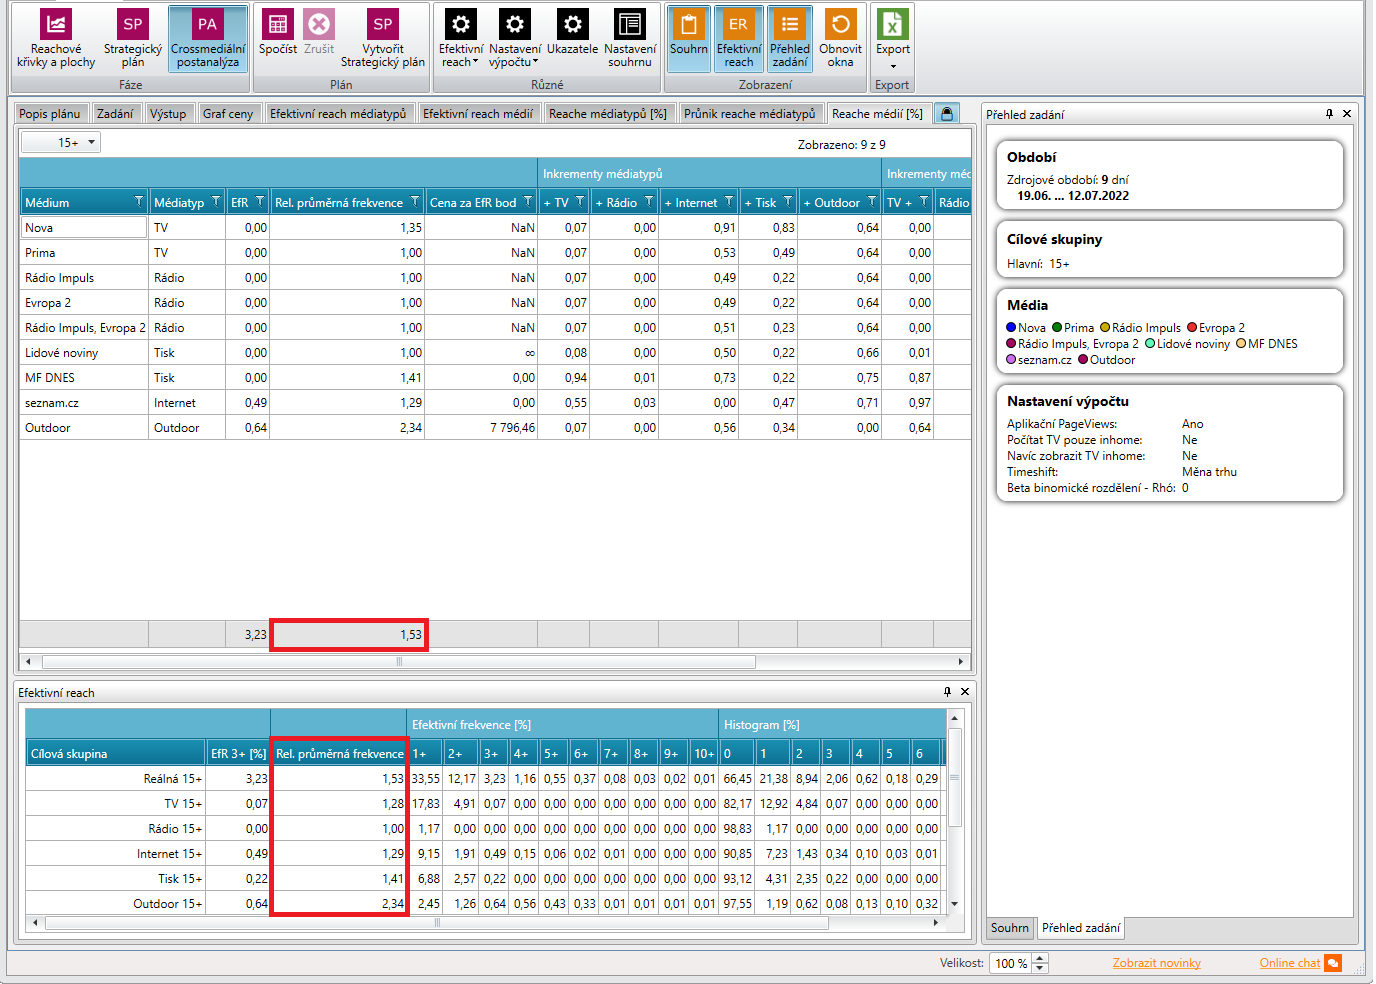 SP PA SP ER
Reachové křivky a plochy
Strategický plán
Crossmediální postanalýza
Spočíst
Zrušit
Vytvořit Strategický plán
Efektivní reach
Nastavení výpočtu
Ukazatele
Nastavení souhrnu
Souhrn
Efektivní reach
Přehled zadání
Obnovit okna
Export
Fáze Plán Různé Zobrazení Export
Popis plánu Zadání Výstup Graf ceny Efektivní reach médiatypů Efektivní reach médií Reache médiatypů [%] Průnik reache médiatypů Reache médií [%]
15+ Zobrazeno: 9 z 9
Inkrementy médiatypů Inkrementy méd
Médium Médiatyp EfR Rel. průměrná frekvence Cena za EfR bod + TV + Rádio + Internet + Tisk + Outdoor TV + Rádio
Nova TV 0,00 1,35 NaN 0,07 0,00 0,91 0,83 0,64 0,00
Prima TV 0,00 1,00 NaN 0,07 0,00 0,53 0,49 0,64 0,00
Rádio Impuls Rádio 0,00 1,00 NaN 0,07 0,00 0,49 0,22 0,64 0,00
Evropa 2 Rádio 0,00 1,00 NaN 0,07 0,00 0,49 0,22 0,64 0,00
Rádio Impuls, Evropa 2 Rádio 0,00 1,00 NaN 0,07 0,00 0,51 0,23 0,64 0,00
Lidové noviny Tisk 0,00 1,00 ∞ 0,08 0,00 0,50 0,22 0,66 0,01
MF DNES Tisk 0,00 1,41 0,00 0,94 0,01 0,73 0,22 0,75 0,87
seznam.cz Internet 0,49 1,29 0,00 0,55 0,03 0,00 0,47 0,71 0,97
Outdoor Outdoor 0,64 2,34 7 796,46 0,07 0,00 0,56 0,34 0,00 0,64
3,23 1,53
Efektivní reach
Efektivní frekvence [%] Histogram [%]
Cílová skupina EfR 3+ [%] Rel. průměrná frekvence 1+ 2+ 3+ 4+ 5+ 6+ 7+ 8+ 9+ 10+ 0 1 2 3 4 5 6
Reálná 15+ 3,23 1,53 33,55 12,17 3,23 1,16 0,55 0,37 0,08 0,03 0,02 0,01 66,45 21,38 8,94 2,06 0,62 0,18 0,29
TV 15+ 0,07 1,28 17,83 4,91 0,07 0,00 0,00 0,00 0,00 0,00 0,00 0,00 82,17 12,92 4,84 0,07 0,00 0,00 0,00
Rádio 15+ 0,00 1,00 1,17 0,00 0,00 0,00 0,00 0,00 0,00 0,00 0,00 0,00 98,83 1,17 0,00 0,00 0,00 0,00 0,00
Internet 15+ 0,49 1,29 9,15 1,91 0,49 0,15 0,06 0,02 0,01 0,00 0,00 0,00 90,85 7,23 1,43 0,34 0,10 0,03 0,01
Tisk 15+ 0,22 1,41 6,88 2,57 0,22 0,00 0,00 0,00 0,00 0,00 0,00 0,00 93,12 4,31 2,35 0,22 0,00 0,00 0,00
Outdoor 15+ 0,64 2,34 2,45 1,26 0,64 0,56 0,43 0,33 0,01 0,01 0,01 0,01 97,55 1,19 0,62 0,08 0,13 0,10 0,32
Přehled zadání
Období
Zdrojové období: 9 dní
19.06. ... 12.07.2022
Cílové skupiny
Hlavní: 15+
Média
Nova Prima Rádio Impuls Evropa 2
Rádio Impuls, Evropa 2 Lidové noviny MF DNES
seznam.cz Outdoor
Nastavení výpočtu
Aplikační PageViews: Ano
Počítat TV pouze inhome: Ne
Navíc zobrazit TV inhome: Ne
Timeshift: Měna trhu
Beta binomické rozdělení - Rhó: 0
Souhrn Přehled zadání
Velikost: 100 % Zobrazit novinky Online chat